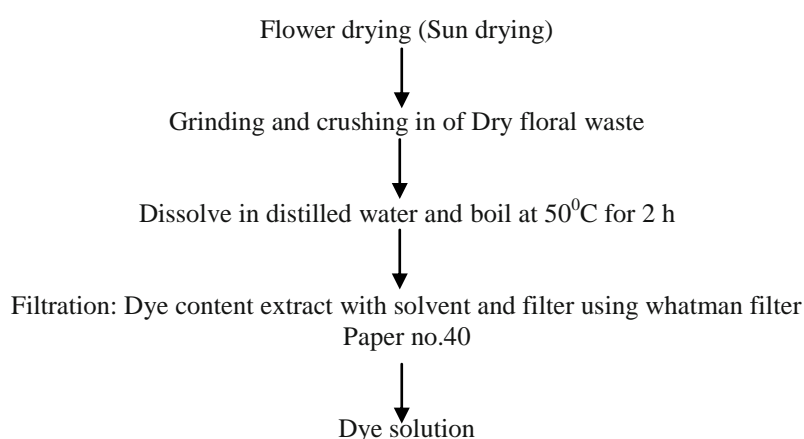 Flower drying (Sun drying)
Grinding and crushing in of Dry floral waste
Dissolve in distilled water and boil at 50⁰C for 2 h
Filtration: Dye content extract with solvent and filter using whatman filter
Paper no.40
Dye solution